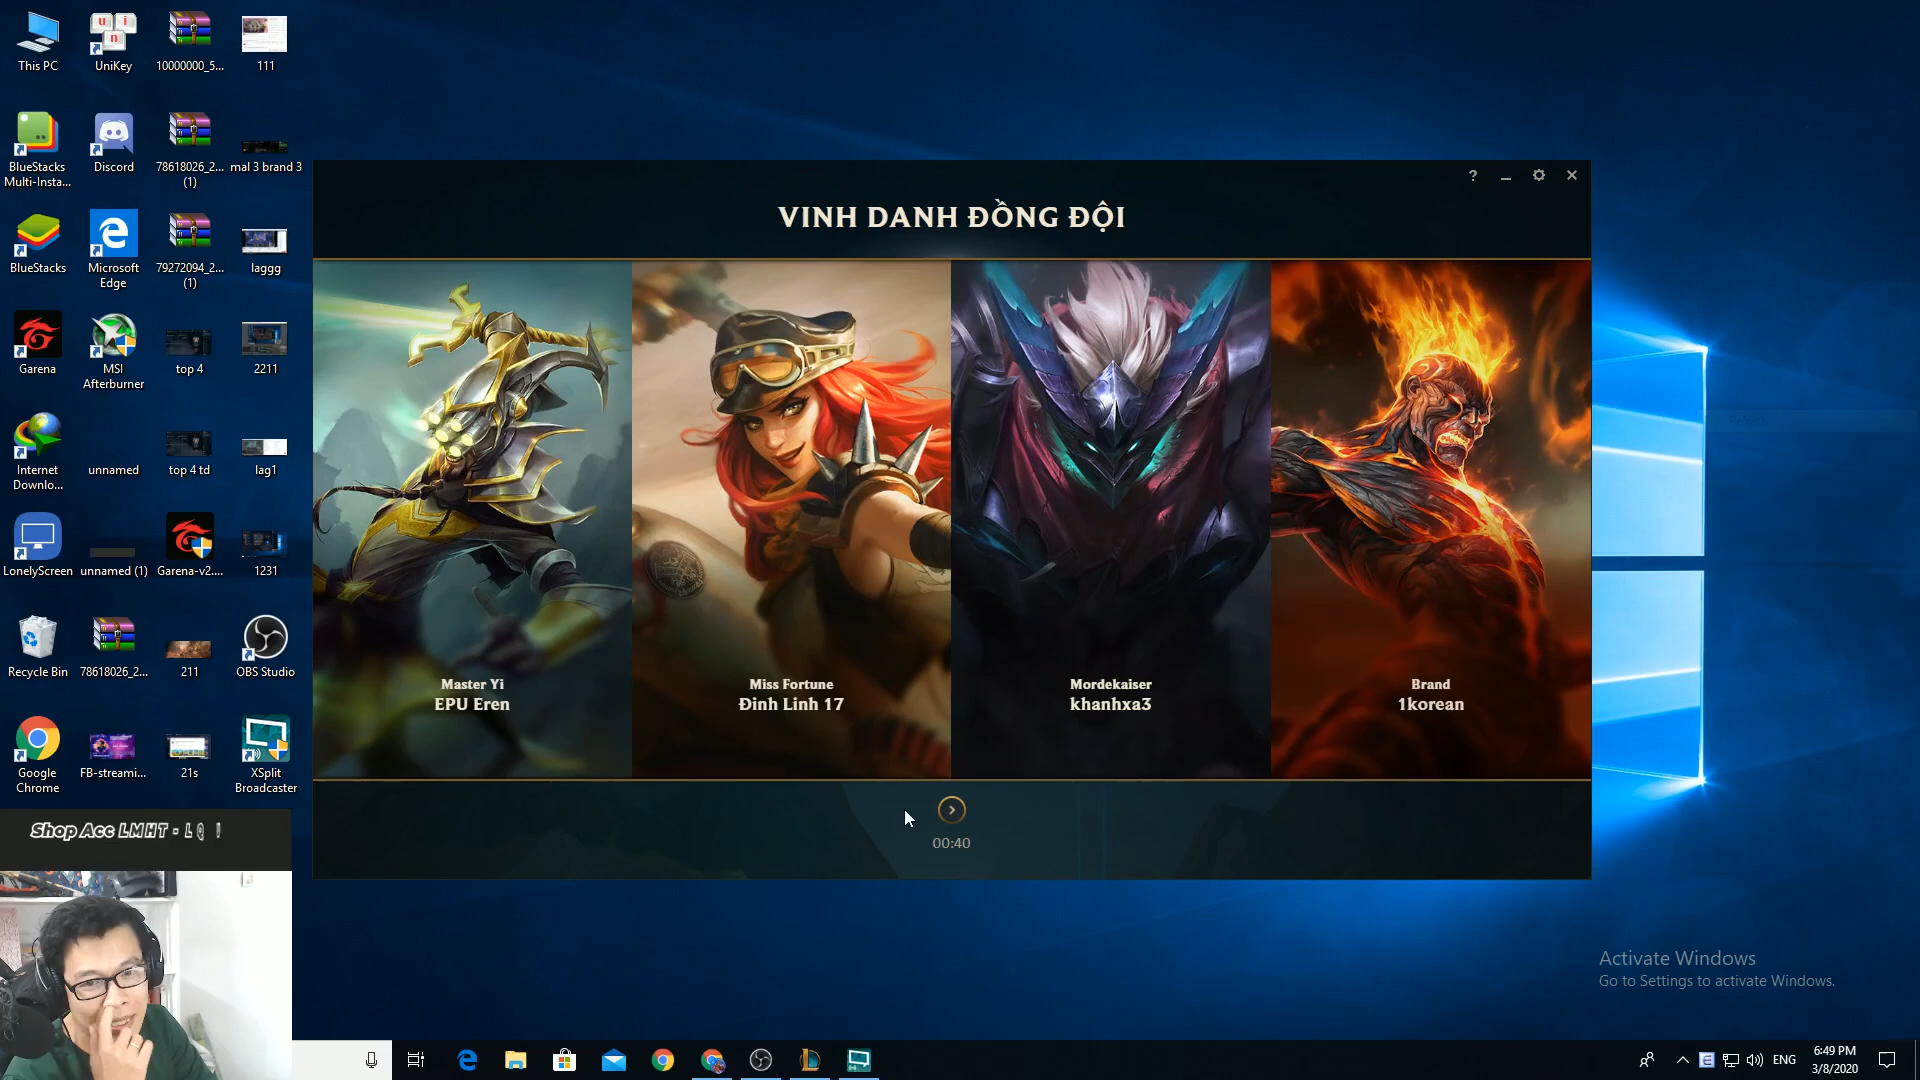 This PC
UniKey
10000000_5...
111
BlueStacks
Multi-Insta...
Discord
78618026_2...
(1)
mal 3 brand 3
BlueStacks
Microsoft
Edge
79272094_2...
(1)
laggg
Garena
MSI
Afterburner
top 4
2211
Internet
Downlo...
unnamed
top 4 td
lag1
LonelyScreen
unnamed (1)
Garena-v2....
1231
Recycle Bin
78618026_2...
211
OBS Studio
Google
Chrome
FB-streami...
21s
XSplit
Broadcaster
VINH DANH ĐỒNG ĐỘI
Master Yi
EPU Eren
Miss Fortune
Đinh Linh 17
Mordekaiser
khanhxa3
Brand
1korean
00:40
Shop Acc LMHT - LQ
Activate Windows
Go to Settings to activate Windows.
ENG
6:49 PM
3/8/2020